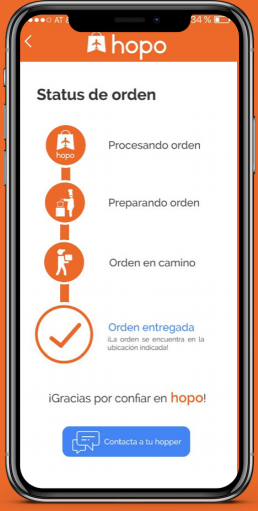 AT &
34 %
hopo
Status de orden
hopo
Procesando orden
Preparando orden
Orden en camino
Orden entregada
¡La orden se encuentra en la
ubicación indicada!
¡Gracias por confiar en hopo!
Contacta a tu hopper